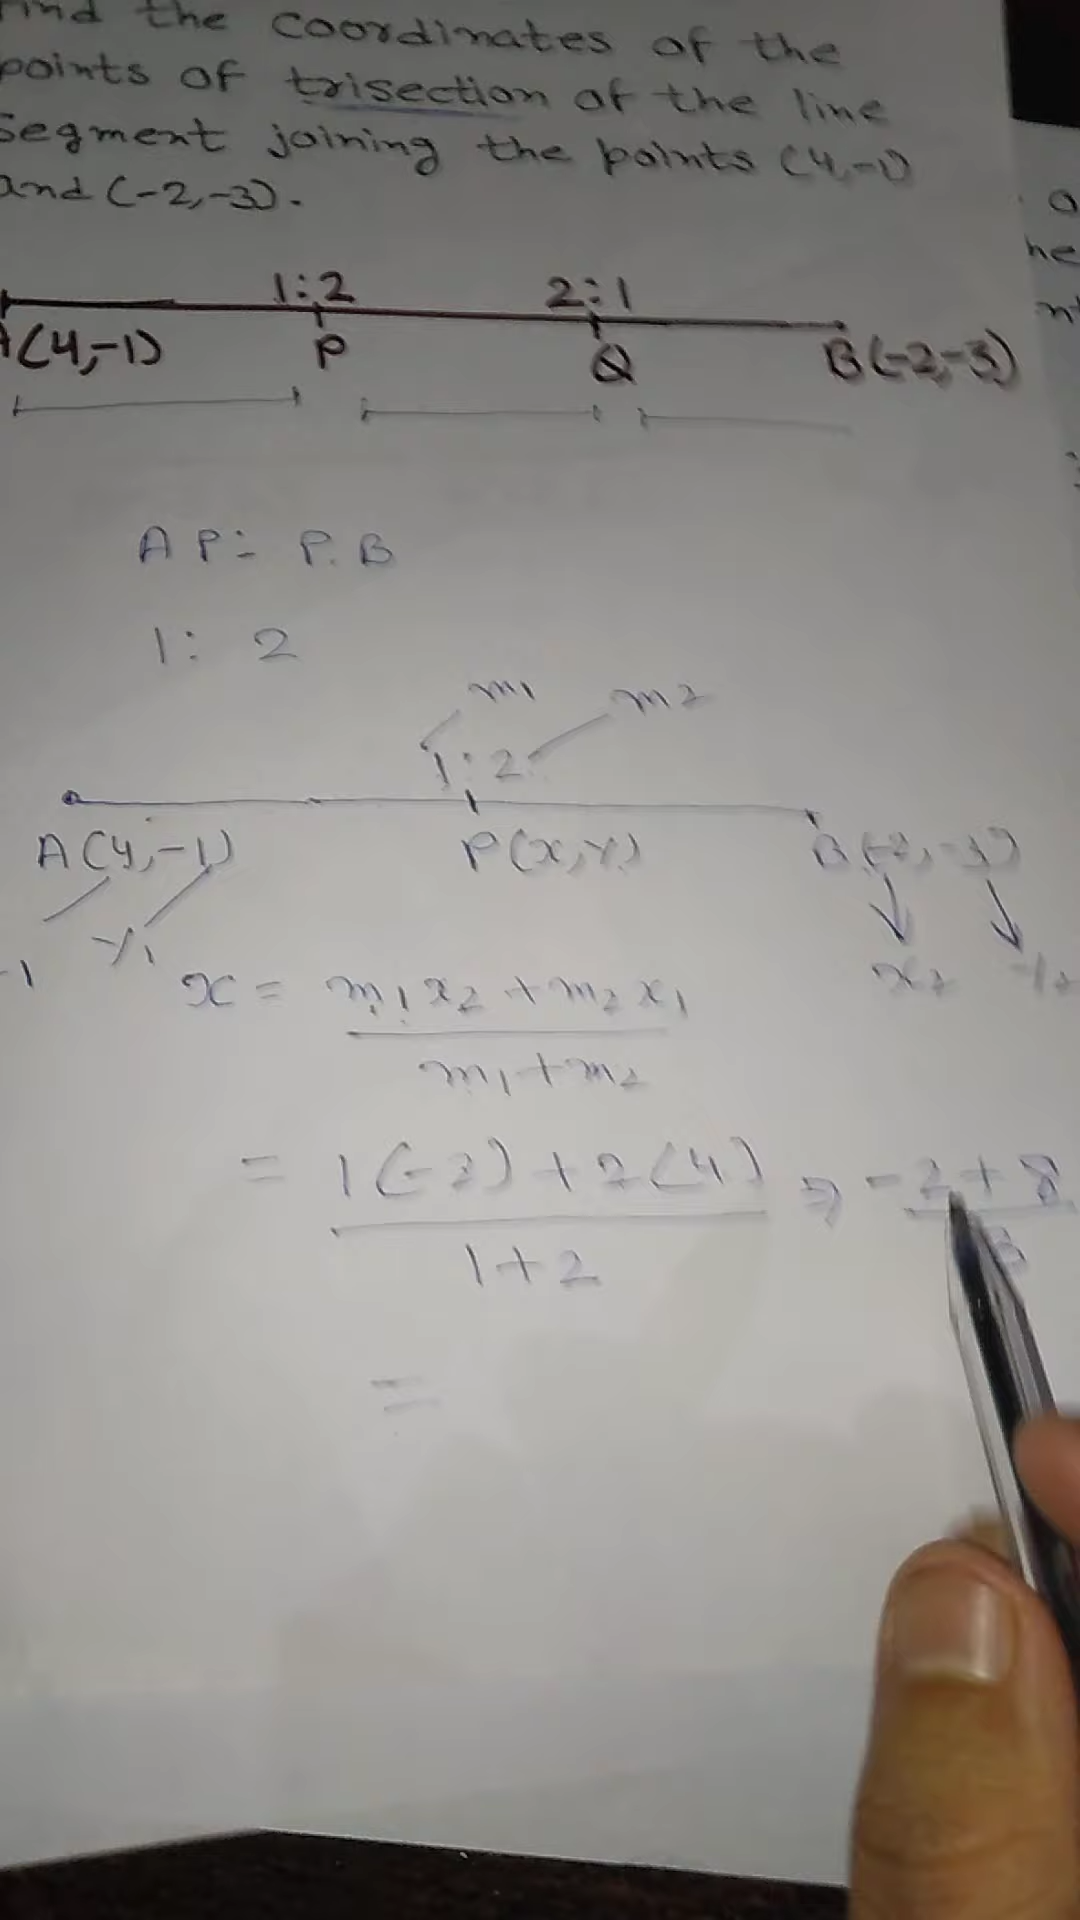 find the coordinates of the
points of trisection of the line
segment joining the points (4,-1)
and (-2,-3).
1:2 2:1
A(4,-1) P Q B(-2,-3)
AP: P.B
1: 2
m1 m2
1:2
A(4,-1) P(x,y) B(-2,-3)
y1 x2 y2
x = m1x2+m2x1
m1+m2
= 1(-2)+2(4) ⇒ -2+8
1+2 3
=